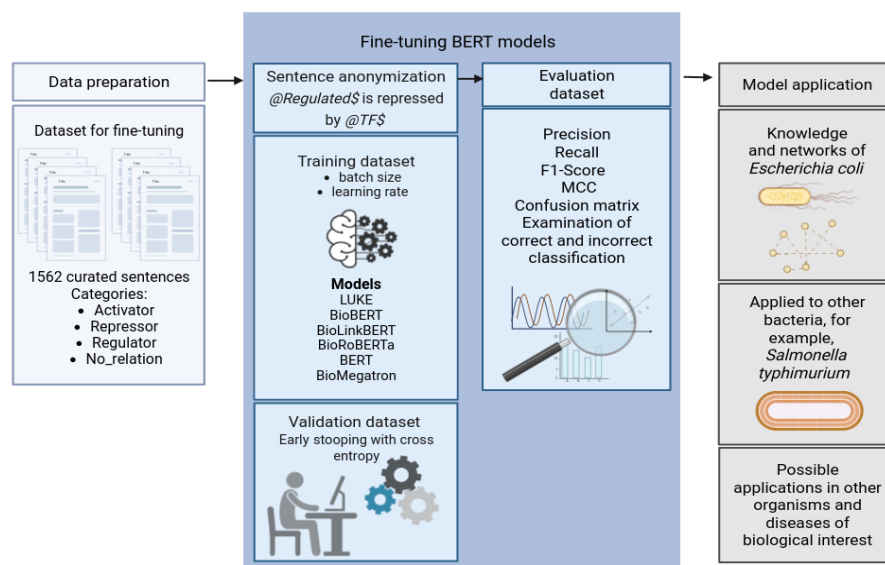 Fine-tuning BERT models
Data preparation
Dataset for fine-tuning
Title
Title
Title
Title
1562 curated sentences
Categories:
• Activator
• Repressor
• Regulator
• No_relation
Sentence anonymization
@Regulated$ is repressed
by @TF$
Training dataset
• batch size
• learning rate
Models
LUKE
BioBERT
BioLinkBERT
BioRoBERTa
BERT
BioMegatron
Validation dataset
Early stooping with cross
entropy
Evaluation
dataset
Precision
Recall
F1-Score
MCC
Confusion matrix
Examination of
correct and incorrect
classification
Model application
Knowledge
and networks of
Escherichia coli
Applied to other
bacteria, for
example,
Salmonella
typhimurium
Possible
applications in other
organisms and
diseases of
biological interest